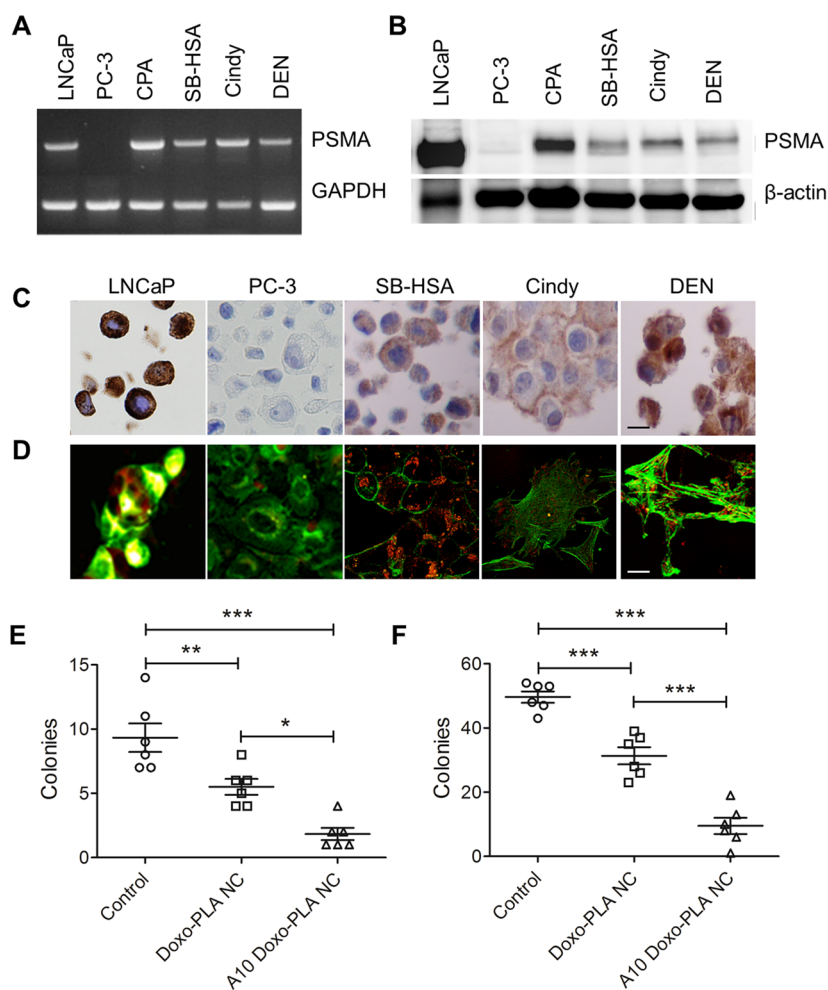 A
B
LNCaP
PC-3
CPA
SB-HSA
Cindy
DEN
PSMA
GAPDH
LNCaP
PC-3
CPA
SB-HSA
Cindy
DEN
PSMA
β-actin
C
LNCaP
PC-3
SB-HSA
Cindy
DEN
D
E
***
**
*
15
10
5
0
Colonies
Control
Doxo-PLA NC
A10 Doxo-PLA NC
F
***
***
***
60
40
20
0
Colonies
Control
Doxo-PLA NC
A10 Doxo-PLA NC